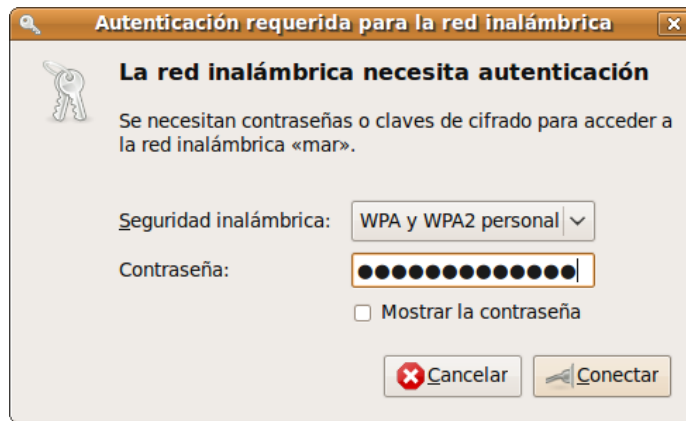 Autenticación requerida para la red inalámbrica
La red inalámbrica necesita autenticación
Se necesitan contraseñas o claves de cifrado para acceder a
la red inalámbrica «mar».
Seguridad inalámbrica: WPA y WPA2 personal
Contraseña: ●●●●●●●●●●●●●
Mostrar la contraseña
Cancelar Conectar